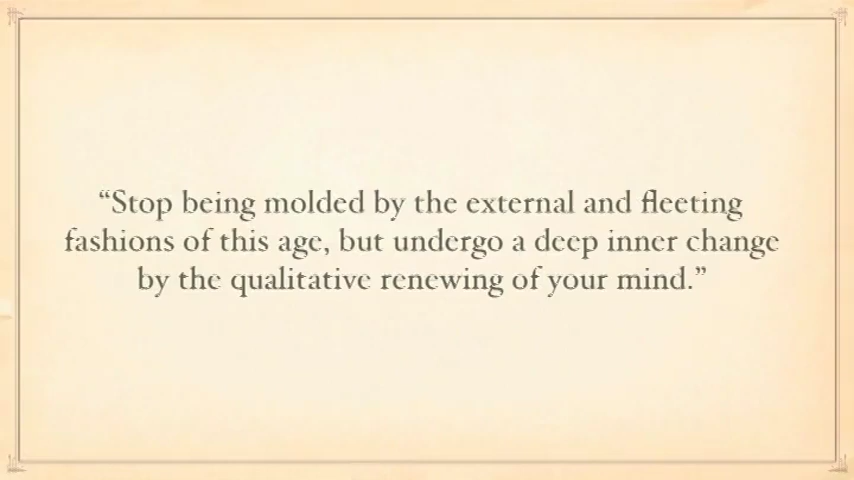 “Stop being molded by the external and fleeting
fashions of this age, but undergo a deep inner change
by the qualitative renewing of your mind.”